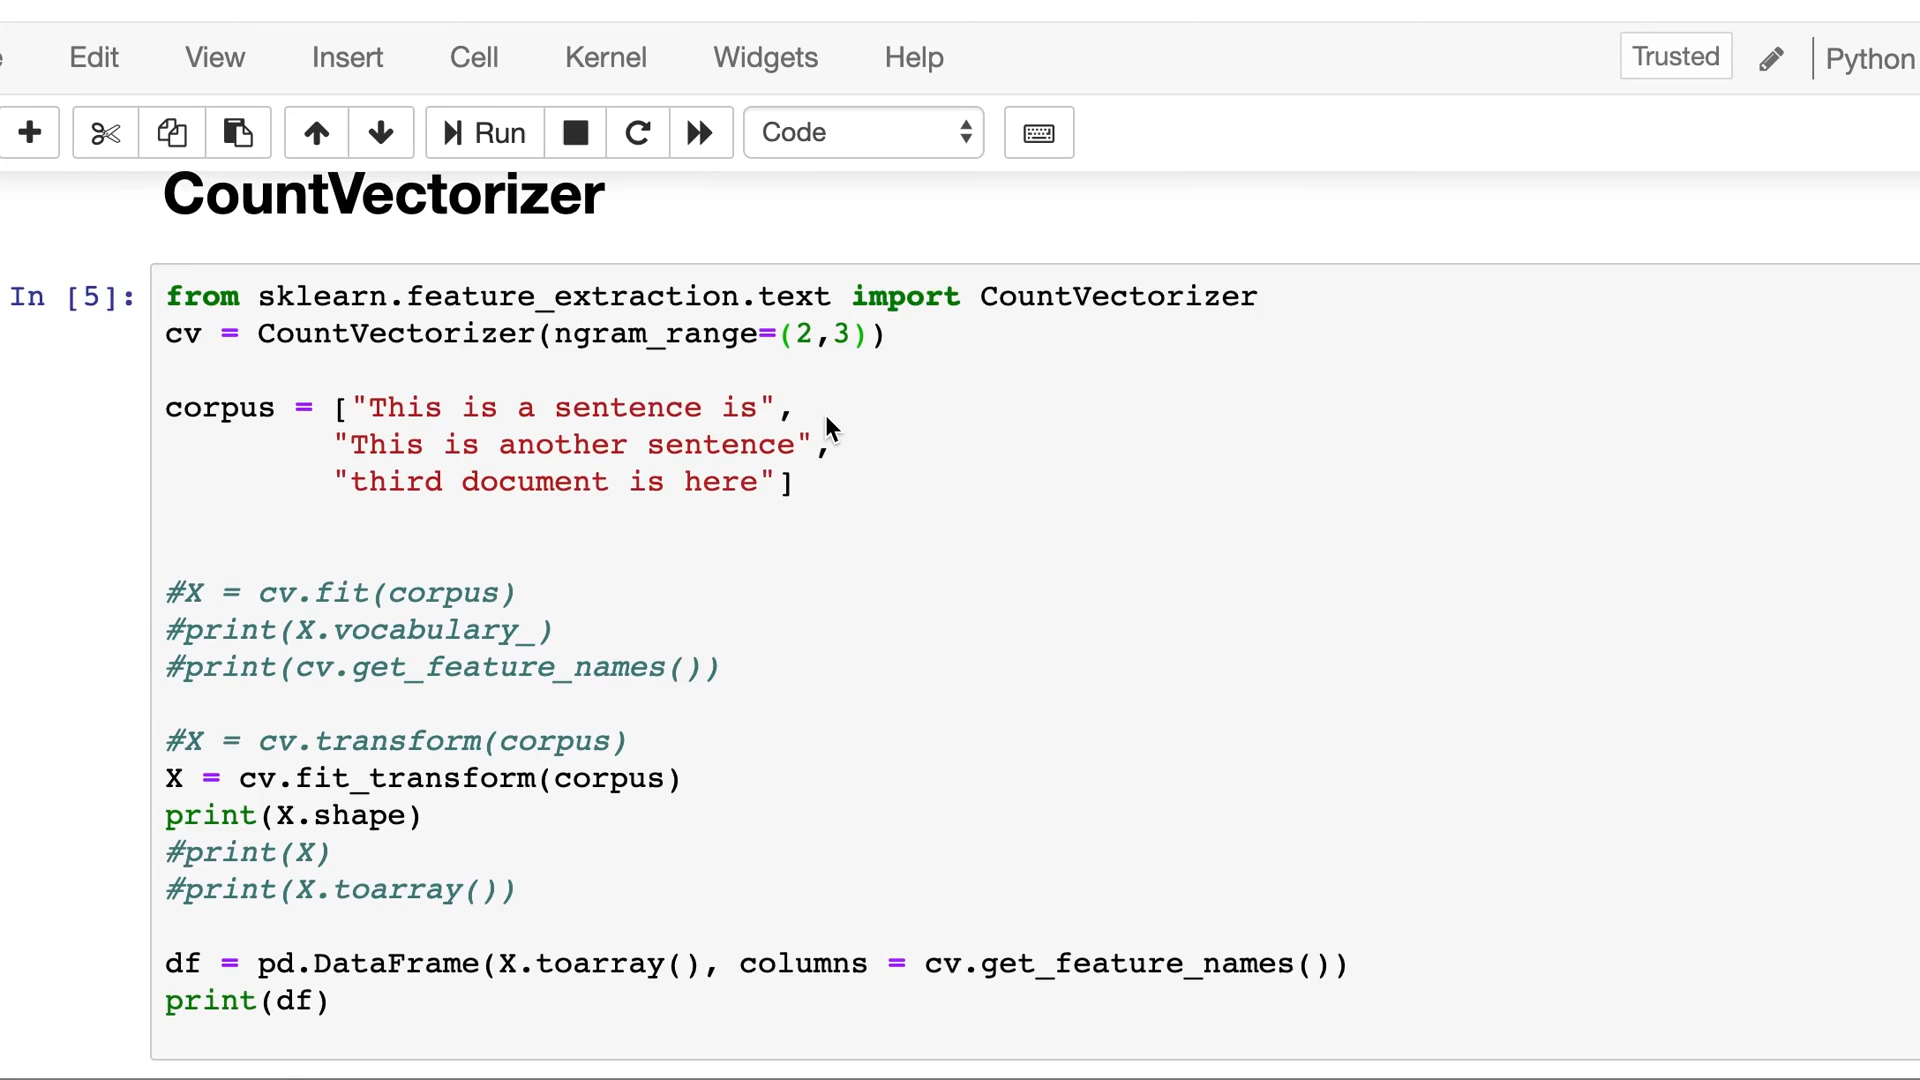 Edit View Insert Cell Kernel Widgets Help Trusted Python
Run Code
CountVectorizer
In [5]:
from sklearn.feature_extraction.text import CountVectorizer
cv = CountVectorizer(ngram_range=(2,3))
corpus = ["This is a sentence is",
"This is another sentence",
"third document is here"]
#X = cv.fit(corpus)
#print(X.vocabulary_)
#print(cv.get_feature_names())
#X = cv.transform(corpus)
X = cv.fit_transform(corpus)
print(X.shape)
#print(X)
#print(X.toarray())
df = pd.DataFrame(X.toarray(), columns = cv.get_feature_names())
print(df)